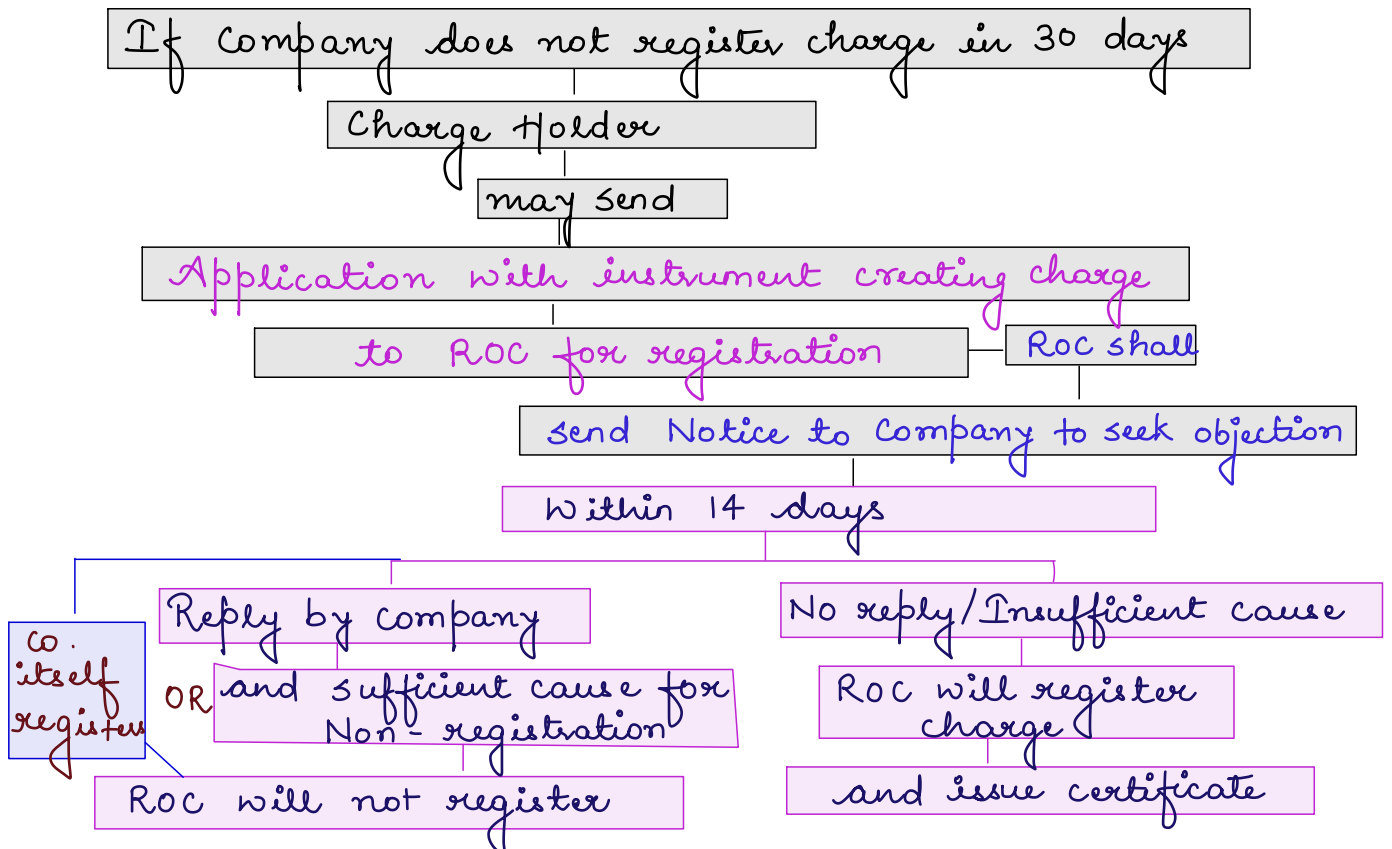 If Company does not register charge in 30 days
Charge Holder
may send
Application with instrument creating charge
to ROC for registration
ROC shall
send Notice to Company to seek objection
Within 14 days
Reply by company
No reply/Insufficient cause
co.
itself
registers
OR
and sufficient cause for
Non-registration
ROC will register
charge
ROC will not register
and issue certificate